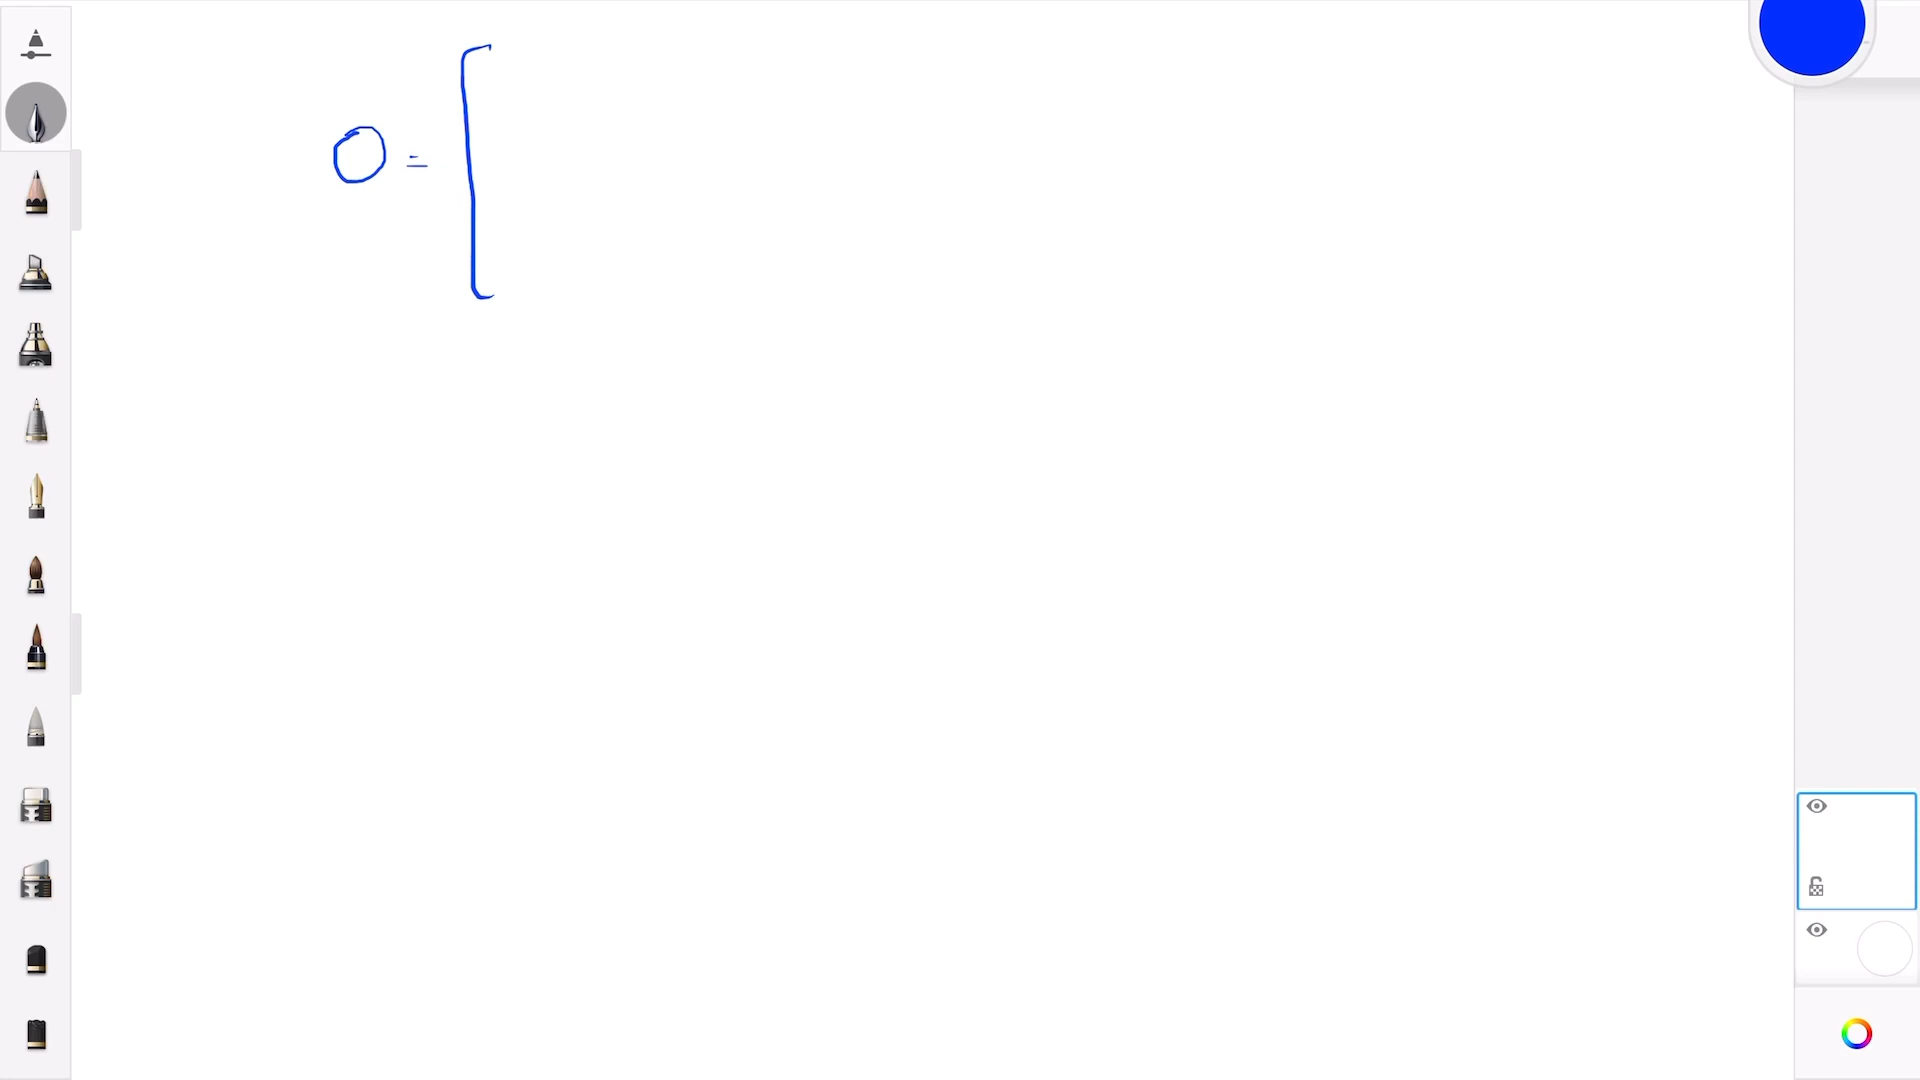 O = [